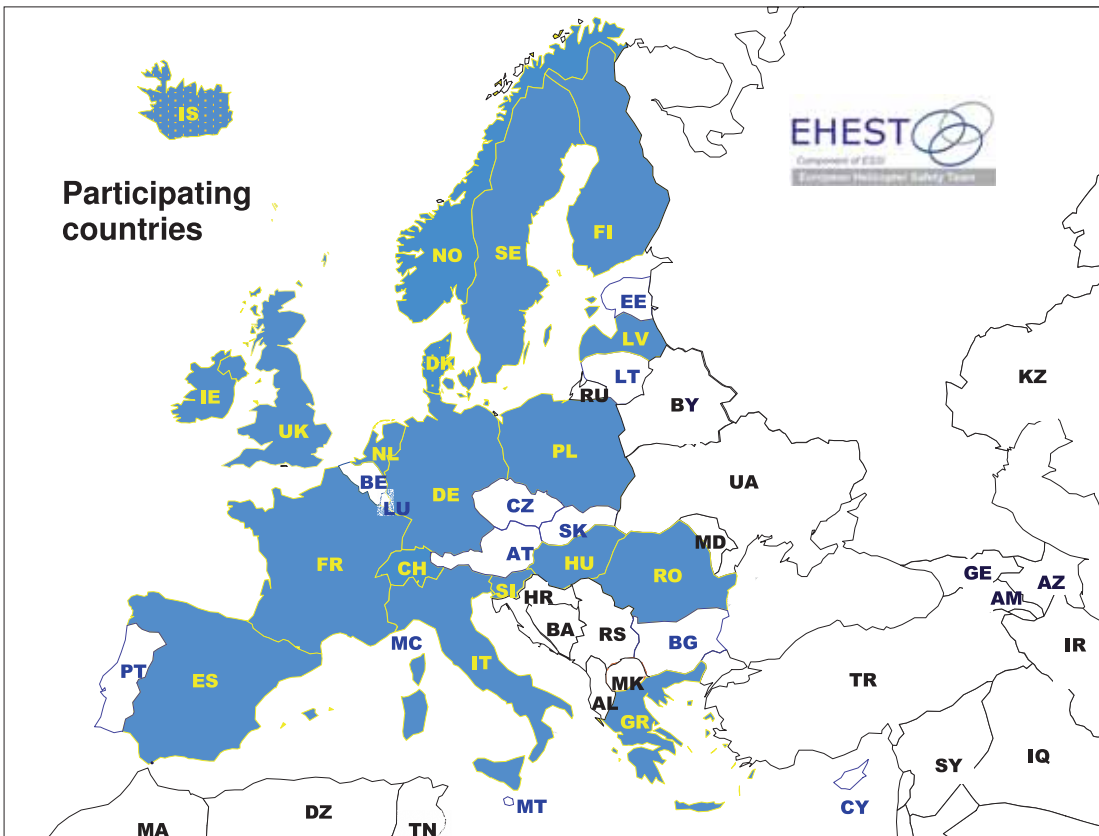 IS
EHEST
Component of ESSI
European Helicopter Safety Team
Participating
countries
FI
NO
SE
EE
LV
DK
LT
KZ
RU
BY
IE
UK
NL
PL
BE
DE
UA
LU
CZ
SK
MD
AT
FR
CH
HU
RO
GE
AZ
SI
HR
AM
BA
RS
MC
BG
IR
PT
ES
IT
MK
TR
AL
GR
SY
IQ
MT
CY
DZ
MA
TN